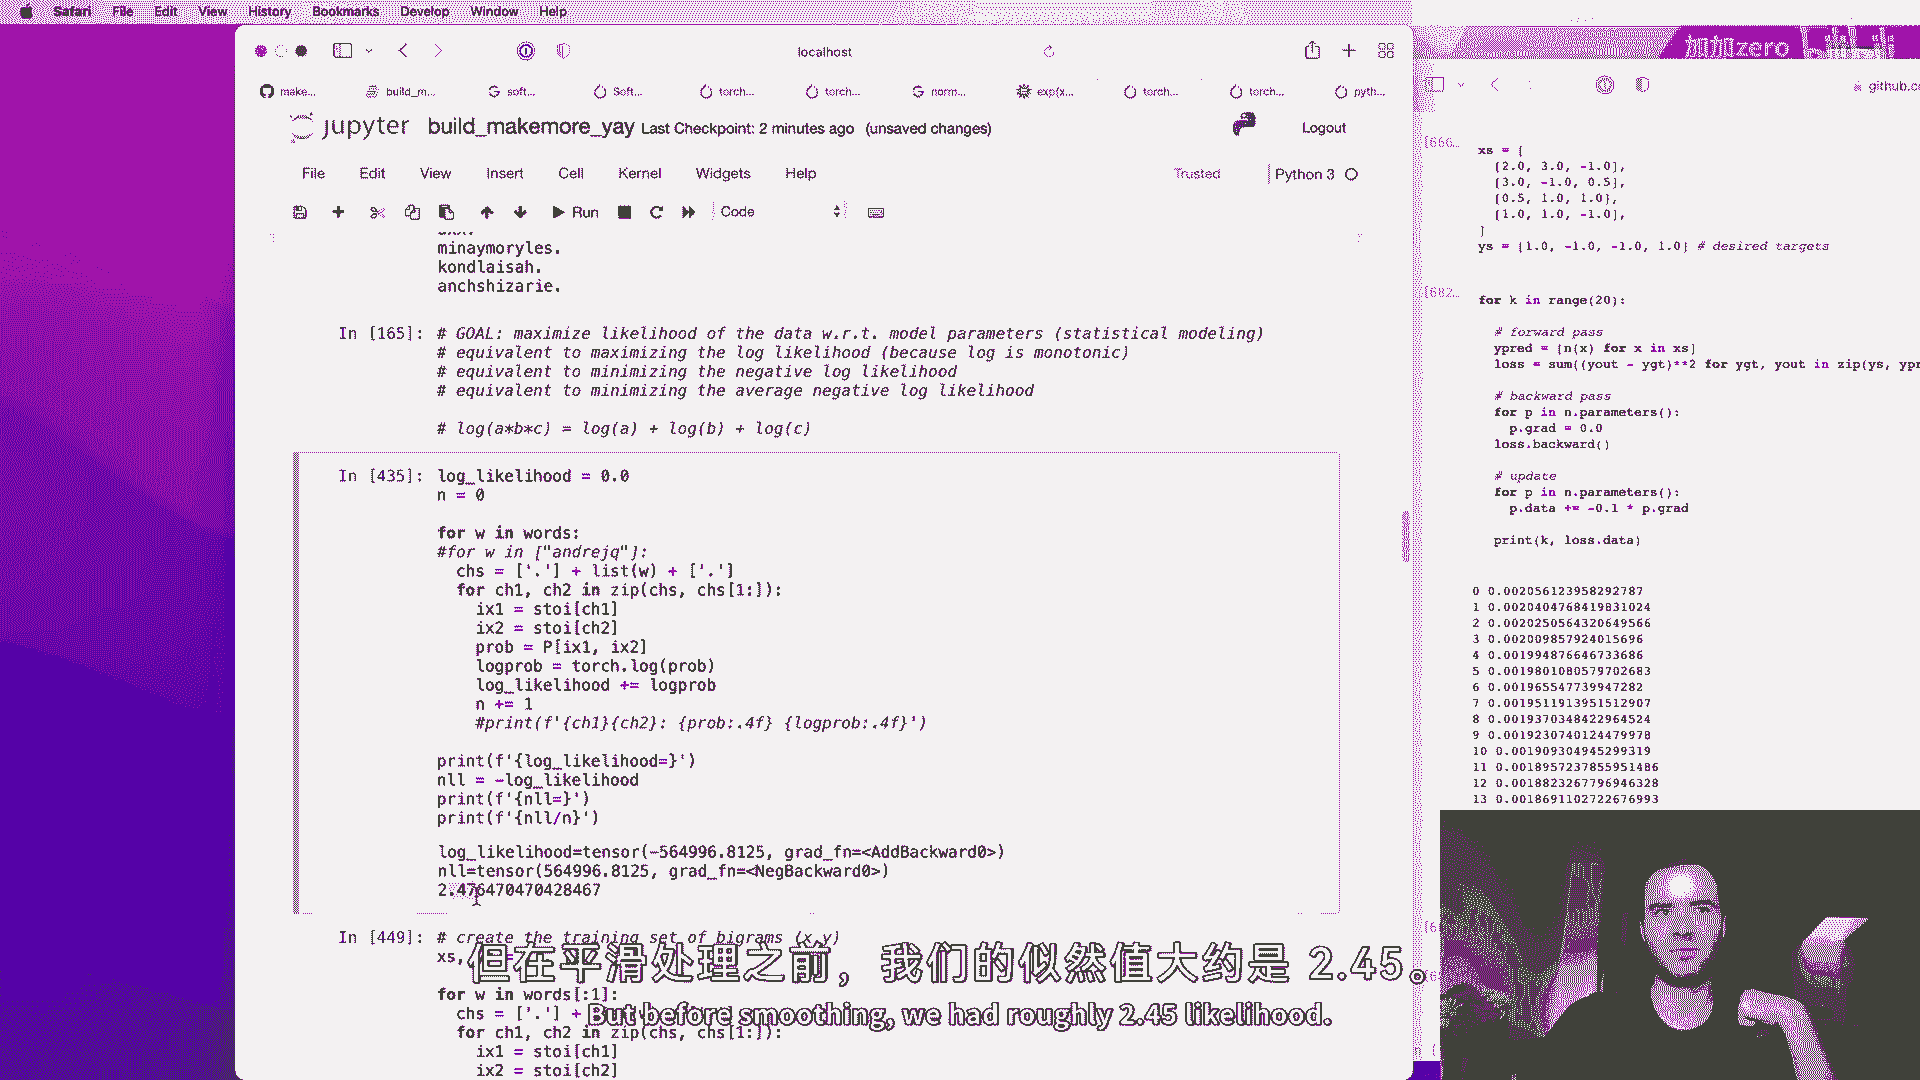 Safari File Edit View History Bookmarks Develop Window Help
加加zero
localhost
make... build_m... soft... Soft... torch... torch... norm... exp(x... torch... torch... pyth...
github.co
jupyter build_makemore_yay Last Checkpoint: 2 minutes ago (unsaved changes) Logout
File Edit View Insert Cell Kernel Widgets Help Trusted Python 3
Run Code
minaymoryles.
kondlaisah.
anchshizarie.
In [165]: # GOAL: maximize likelihood of the data w.r.t. model parameters (statistical modeling)
# equivalent to maximizing the log likelihood (because log is monotonic)
# equivalent to minimizing the negative log likelihood
# equivalent to minimizing the average negative log likelihood
# log(a*b*c) = log(a) + log(b) + log(c)
In [435]: log_likelihood = 0.0
n = 0
for w in words:
#for w in ["andrejq"]:
chs = ['.'] + list(w) + ['.']
for ch1, ch2 in zip(chs, chs[1:]):
ix1 = stoi[ch1]
ix2 = stoi[ch2]
prob = P[ix1, ix2]
logprob = torch.log(prob)
log_likelihood += logprob
n += 1
#print(f'{ch1}{ch2}: {prob:.4f} {logprob:.4f}')
print(f'{log_likelihood=}')
nll = -log_likelihood
print(f'{nll=}')
print(f'{nll/n}')
log_likelihood=tensor(-564996.8125, grad_fn=<AddBackward0>)
nll=tensor(564996.8125, grad_fn=<NegBackward0>)
2.476470470428467
In [449]: # create the training set of bigrams (x,y)
xs,
for w in words[:1]:
chs = ['.'] +
for ch1, ch2 in zip(chs, chs[1:]):
ix1 = stoi[ch1]
ix2 = stoi[ch2]
[666...
xs = [
[2.0, 3.0, -1.0],
[3.0, -1.0, 0.5],
[0.5, 1.0, 1.0],
[1.0, 1.0, -1.0],
]
ys = [1.0, -1.0, -1.0, 1.0] # desired targets
[682...
for k in range(20):
# forward pass
ypred = [n(x) for x in xs]
loss = sum((yout - ygt)**2 for ygt, yout in zip(ys, ypr
# backward pass
for p in n.parameters():
p.grad = 0.0
loss.backward()
# update
for p in n.parameters():
p.data += -0.1 * p.grad
print(k, loss.data)
0 0.002056123958292787
1 0.0020404768419831024
2 0.0020250564320649566
3 0.002009857924015696
4 0.001994876646733686
5 0.0019801080579702683
6 0.001965547739947282
7 0.0019511913951512907
8 0.0019370348422964524
9 0.0019230740124479978
10 0.001909304945299319
11 0.0018957237855951486
12 0.0018823267796946328
13 0.0018691102722676993
但在平滑处理之前，我们的似然值大约是 2.45。
But before smoothing, we had roughly 2.45 likelihood.